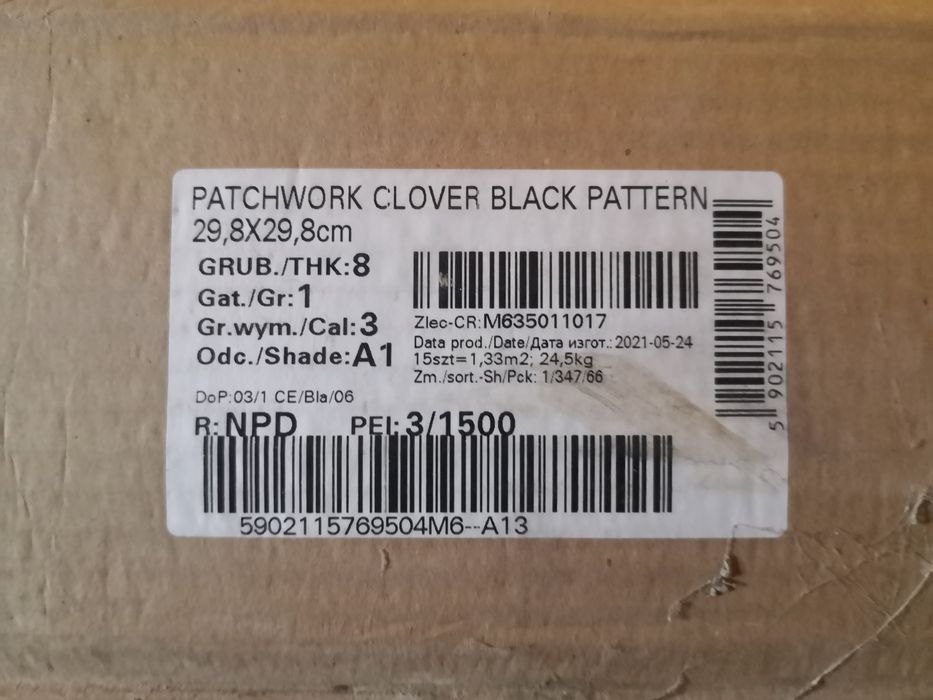 PATCHWORK CLOVER BLACK PATTERN
29,8X29,8cm
GRUB./THK:8
Gat./Gr:1
Gr.wym./Cal:3
Odc./Shade:A1
Zlec-CR:M635011017
Data prod./Date/Дата изгот.: 2021-05-24
15szt=1,33m2; 24,5kg
Zm./sort.-Sh/Pck: 1/347/66
DoP:03/1 CE/Bla/06
R:NPD PEI:3/1500
5902115769504M6--A13
5 902115 769504